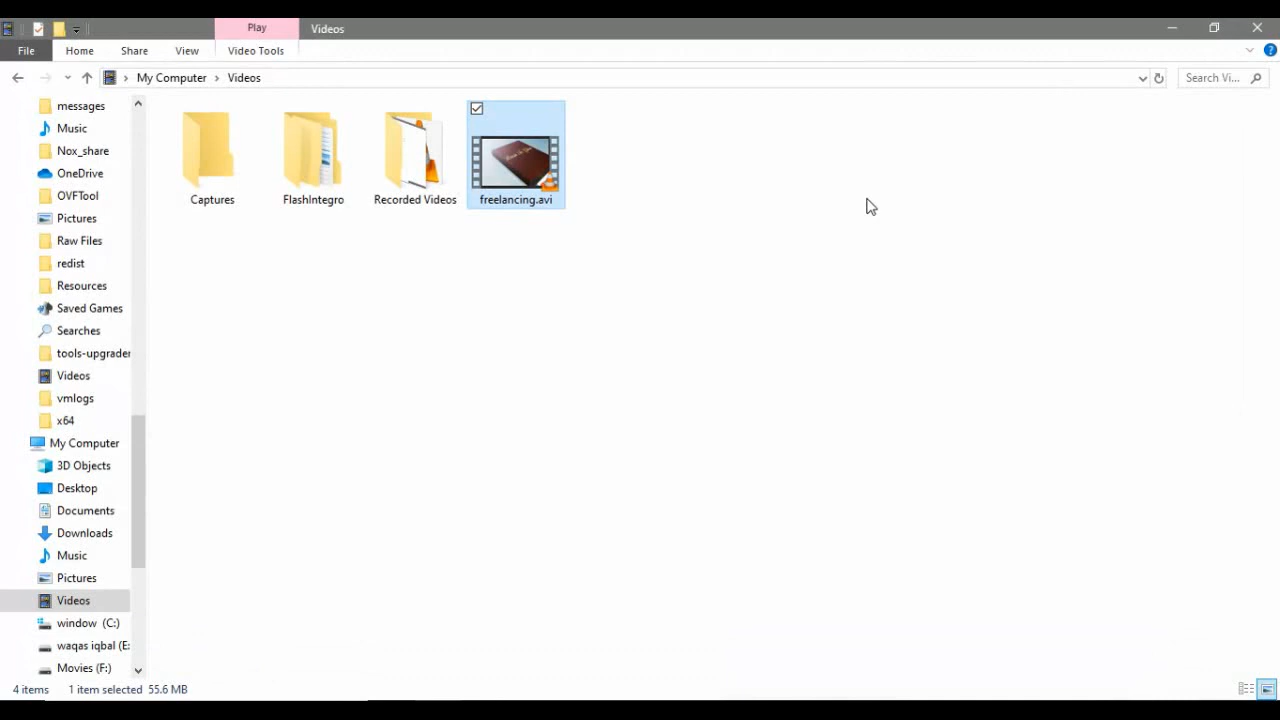 Play
Videos
File
Home
Share
View
Video Tools
My Computer
Videos
Search Vi...
messages
Music
Nox_share
OneDrive
OVFTool
Pictures
Raw Files
redist
Resources
Saved Games
Searches
tools-upgrader
Videos
vmlogs
x64
My Computer
3D Objects
Desktop
Documents
Downloads
Music
Pictures
Videos
window (C:)
waqas iqbal (E:
Movies (F:)
Captures
FlashIntegro
Recorded Videos
freelancing.avi
4 items
1 item selected 55.6 MB